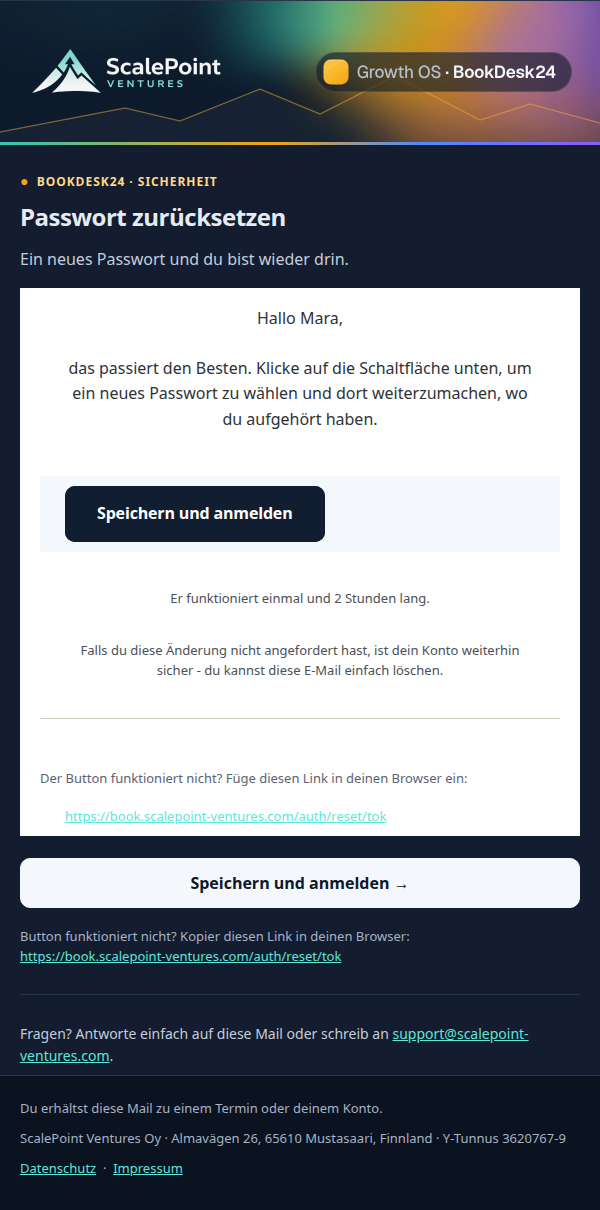 ScalePoint
VENTURES
Growth OS · BookDesk24
BOOKDESK24 · SICHERHEIT
Passwort zurücksetzen
Ein neues Passwort und du bist wieder drin.
Hallo Mara,
das passiert den Besten. Klicke auf die Schaltfläche unten, um
ein neues Passwort zu wählen und dort weiterzumachen, wo
du aufgehört haben.
Speichern und anmelden
Er funktioniert einmal und 2 Stunden lang.
Falls du diese Änderung nicht angefordert hast, ist dein Konto weiterhin
sicher - du kannst diese E-Mail einfach löschen.
Der Button funktioniert nicht? Füge diesen Link in deinen Browser ein:
https://book.scalepoint-ventures.com/auth/reset/tok
Speichern und anmelden →
Button funktioniert nicht? Kopier diesen Link in deinen Browser:
https://book.scalepoint-ventures.com/auth/reset/tok
Fragen? Antworte einfach auf diese Mail oder schreib an support@scalepoint-
ventures.com.
Du erhältst diese Mail zu einem Termin oder deinem Konto.
ScalePoint Ventures Oy · Almavägen 26, 65610 Mustasaari, Finnland · Y-Tunnus 3620767-9
Datenschutz · Impressum